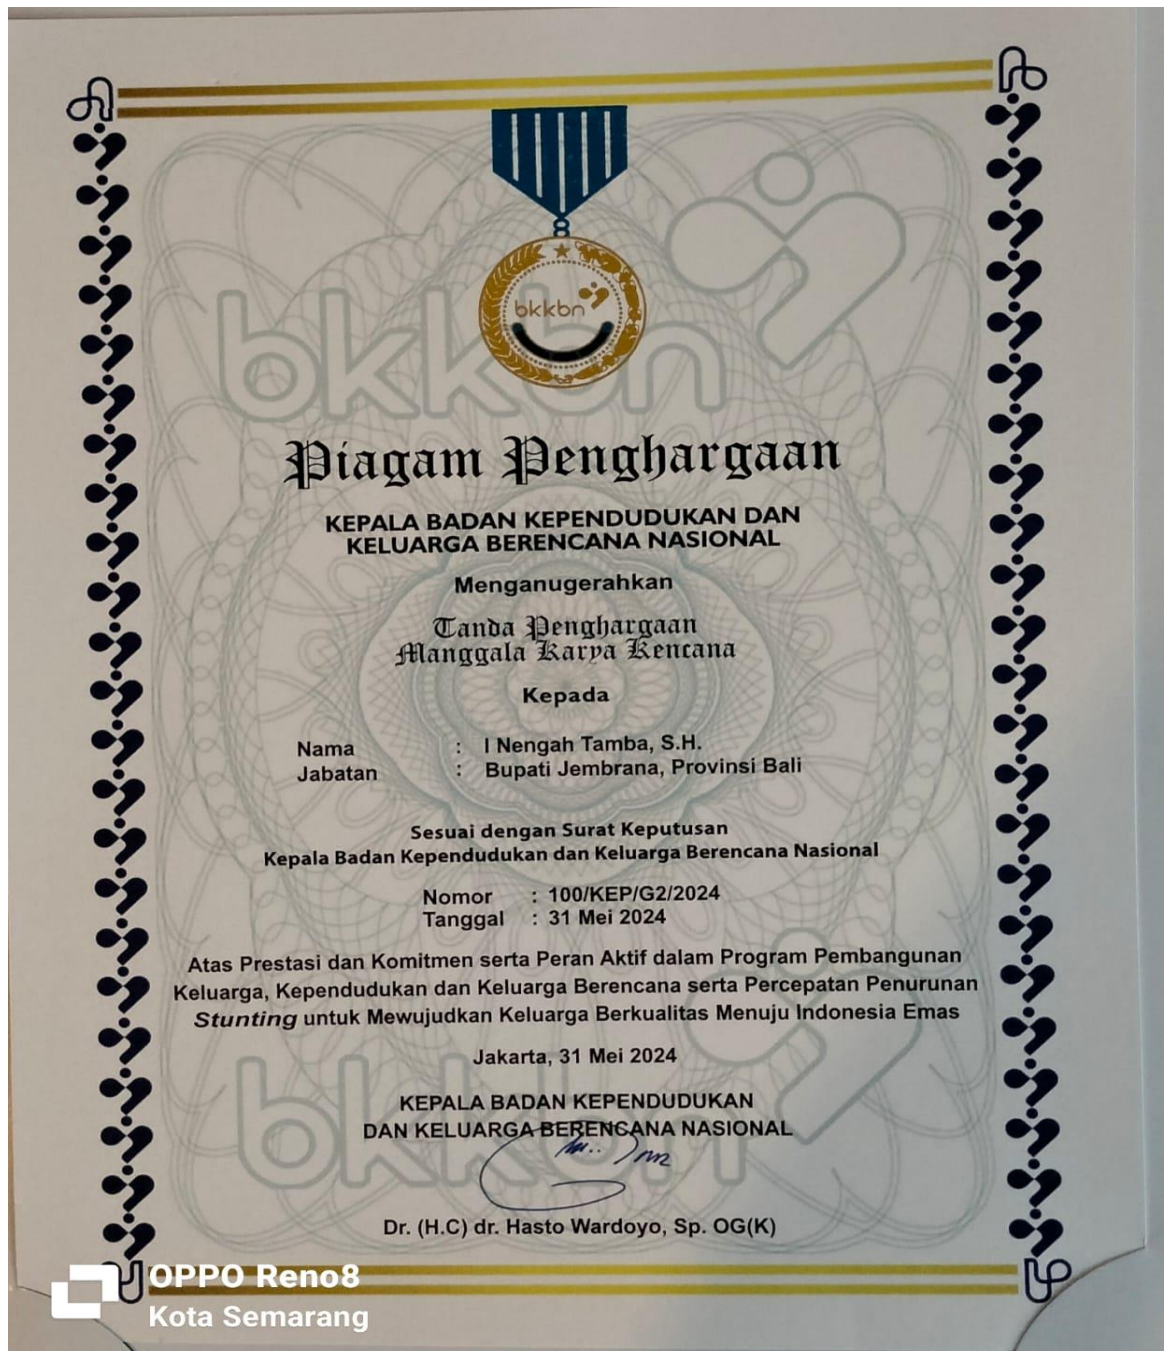 bkkbn
bkkbn
Piagam Penghargaan
KEPALA BADAN KEPENDUDUKAN DAN
KELUARGA BERENCANA NASIONAL
Menganugerahkan
Tanda Penghargaan
Manggala Karya Kencana
Kepada
Nama : I Nengah Tamba, S.H.
Jabatan : Bupati Jembrana, Provinsi Bali
Sesuai dengan Surat Keputusan
Kepala Badan Kependudukan dan Keluarga Berencana Nasional
Nomor : 100/KEP/G2/2024
Tanggal : 31 Mei 2024
Atas Prestasi dan Komitmen serta Peran Aktif dalam Program Pembangunan
Keluarga, Kependudukan dan Keluarga Berencana serta Percepatan Penurunan
Stunting untuk Mewujudkan Keluarga Berkualitas Menuju Indonesia Emas
Jakarta, 31 Mei 2024
KEPALA BADAN KEPENDUDUKAN
DAN KELUARGA BERENCANA NASIONAL
bkkbn
Dr. (H.C) dr. Hasto Wardoyo, Sp. OG(K)
OPPO Reno8
Kota Semarang